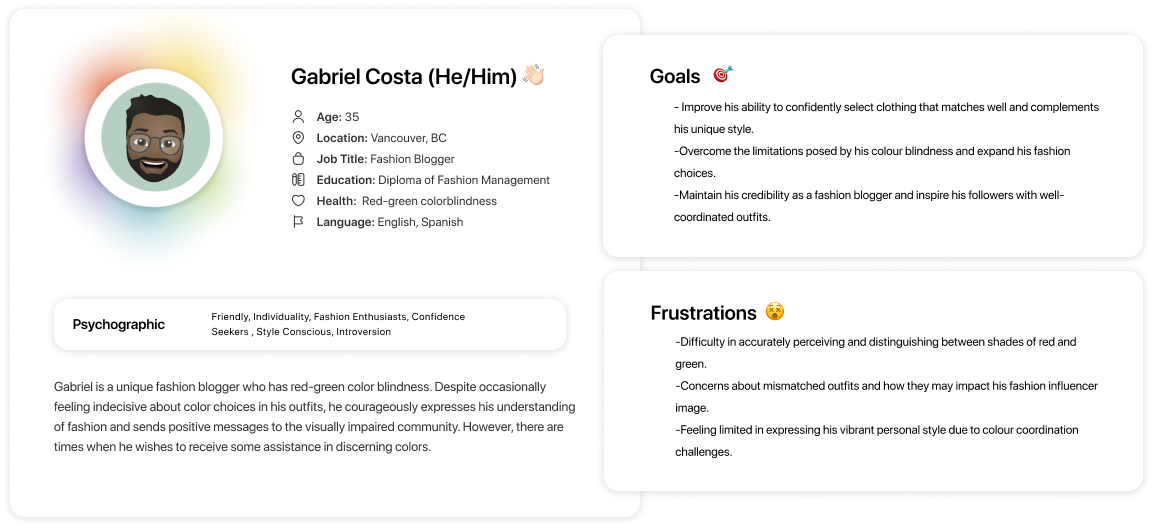 Gabriel Costa (He/Him) 👋🏻
Age: 35
Location: Vancouver, BC
Job Title: Fashion Blogger
Education: Diploma of Fashion Management
Health: Red-green colorblindness
Language: English, Spanish
Psychographic
Friendly, Individuality, Fashion Enthusiasts, Confidence
Seekers , Style Conscious, Introversion
Gabriel is a unique fashion blogger who has red-green color blindness. Despite occasionally
feeling indecisive about color choices in his outfits, he courageously expresses his understanding
of fashion and sends positive messages to the visually impaired community. However, there are
times when he wishes to receive some assistance in discerning colors.
Goals 🎯
- Improve his ability to confidently select clothing that matches well and complements
his unique style.
-Overcome the limitations posed by his colour blindness and expand his fashion
choices.
-Maintain his credibility as a fashion blogger and inspire his followers with well-
coordinated outfits.
Frustrations 😵
-Difficulty in accurately perceiving and distinguishing between shades of red and
green.
-Concerns about mismatched outfits and how they may impact his fashion influencer
image.
-Feeling limited in expressing his vibrant personal style due to colour coordination
challenges.